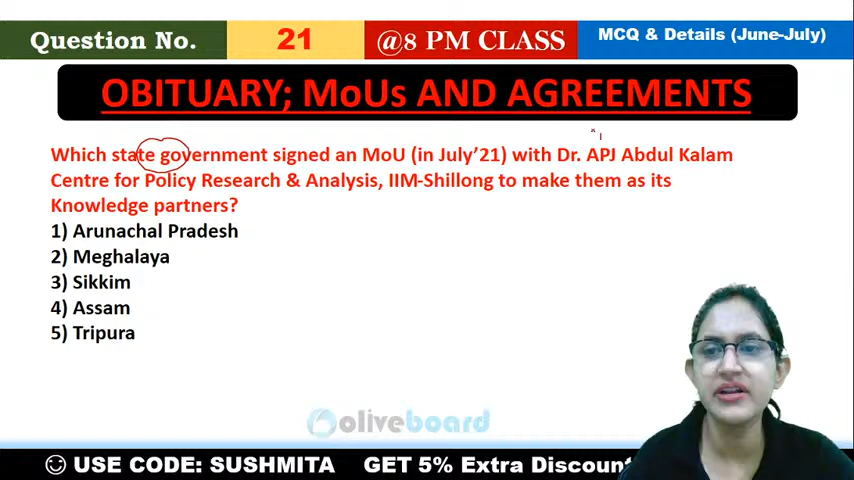 Question No.
21
@8 PM CLASS
MCQ & Details (June-July)
OBITUARY; MoUs AND AGREEMENTS
Which state government signed an MoU (in July'21) with Dr. APJ Abdul Kalam
Centre for Policy Research & Analysis, IIM-Shillong to make them as its
Knowledge partners?
1) Arunachal Pradesh
2) Meghalaya
3) Sikkim
4) Assam
5) Tripura
oliveboard
USE CODE: SUSHMITA GET 5% Extra Discount